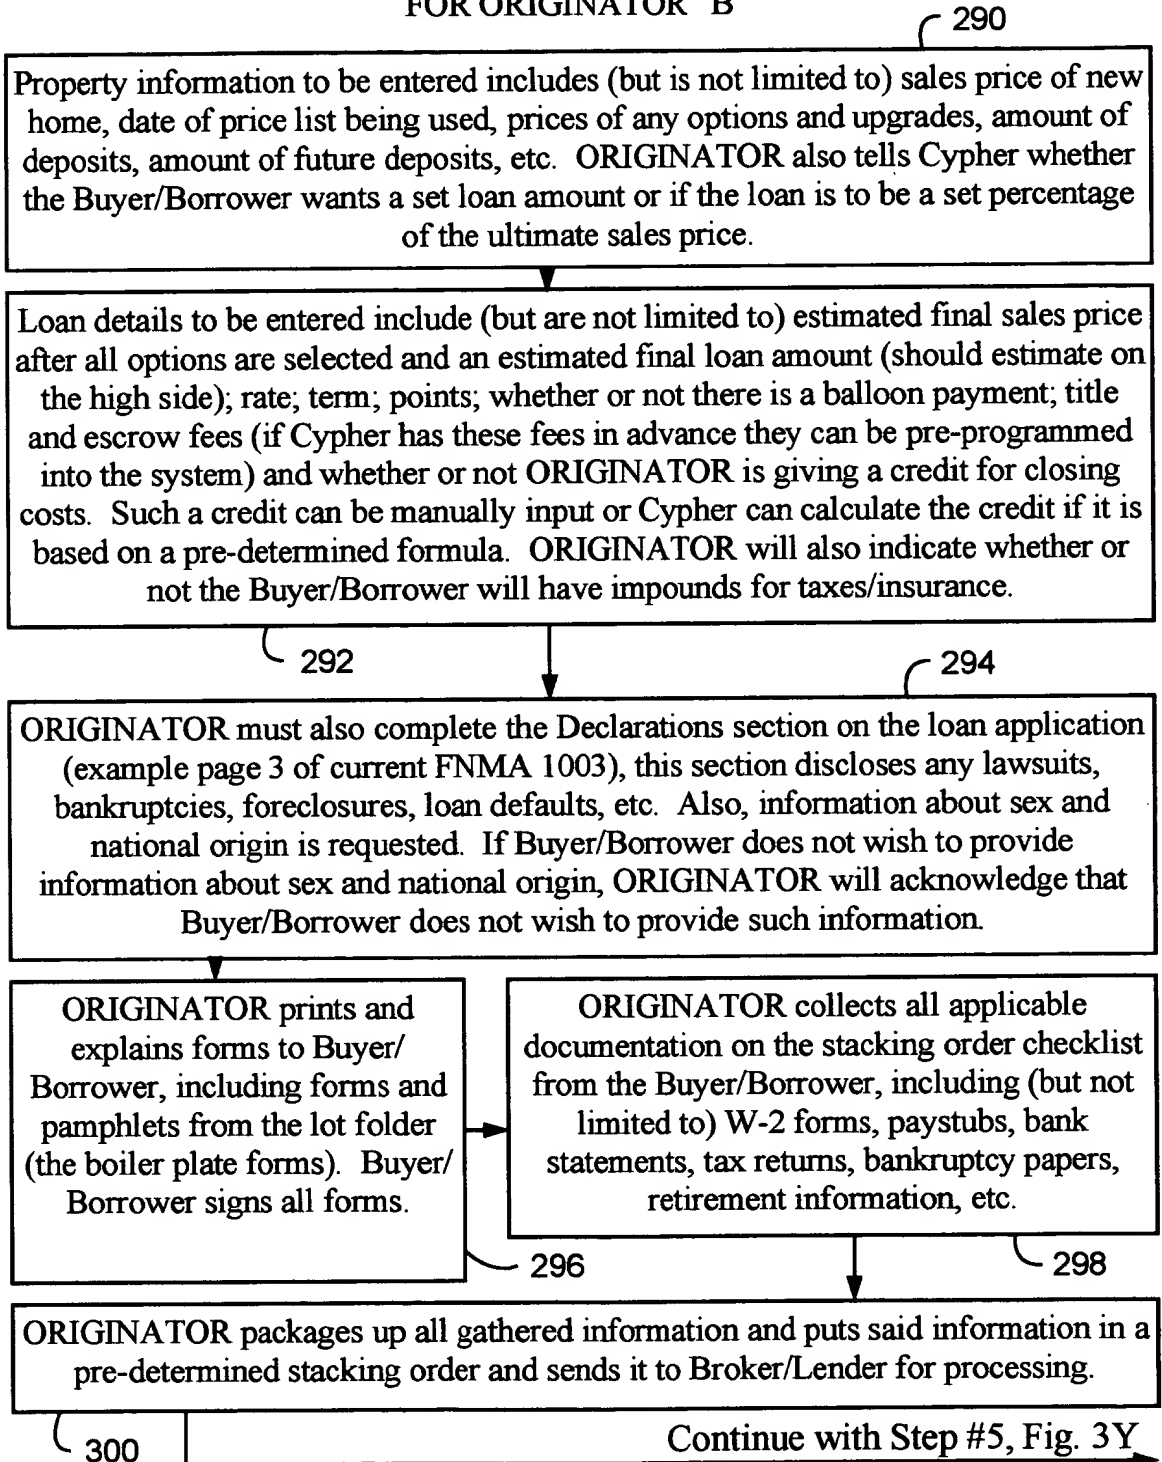 FOR ORIGINATOR "B"
290
Property information to be entered includes (but is not limited to) sales price of new
home, date of price list being used, prices of any options and upgrades, amount of
deposits, amount of future deposits, etc.  ORIGINATOR also tells Cypher whether
the Buyer/Borrower wants a set loan amount or if the loan is to be a set percentage
of the ultimate sales price.
Loan details to be entered include (but are not limited to) estimated final sales price
after all options are selected and an estimated final loan amount (should estimate on
the high side); rate; term; points; whether or not there is a balloon payment; title
and escrow fees (if Cypher has these fees in advance they can be pre-programmed
into the system) and whether or not ORIGINATOR is giving a credit for closing
costs.  Such a credit can be manually input or Cypher can calculate the credit if it is
based on a pre-determined formula.  ORIGINATOR will also indicate whether or
not the Buyer/Borrower will have impounds for taxes/insurance.
292
294
ORIGINATOR must also complete the Declarations section on the loan application
(example page 3 of current FNMA 1003), this section discloses any lawsuits,
bankruptcies, foreclosures, loan defaults, etc.  Also, information about sex and
national origin is requested.  If Buyer/Borrower does not wish to provide
information about sex and national origin, ORIGINATOR will acknowledge that
Buyer/Borrower does not wish to provide such information.
ORIGINATOR prints and
explains forms to Buyer/
Borrower, including forms and
pamphlets from the lot folder
(the boiler plate forms).  Buyer/
Borrower signs all forms.
296
ORIGINATOR collects all applicable
documentation on the stacking order checklist
from the Buyer/Borrower, including (but not
limited to) W-2 forms, paystubs, bank
statements, tax returns, bankruptcy papers,
retirement information, etc.
298
ORIGINATOR packages up all gathered information and puts said information in a
pre-determined stacking order and sends it to Broker/Lender for processing.
300
Continue with Step #5, Fig. 3Y